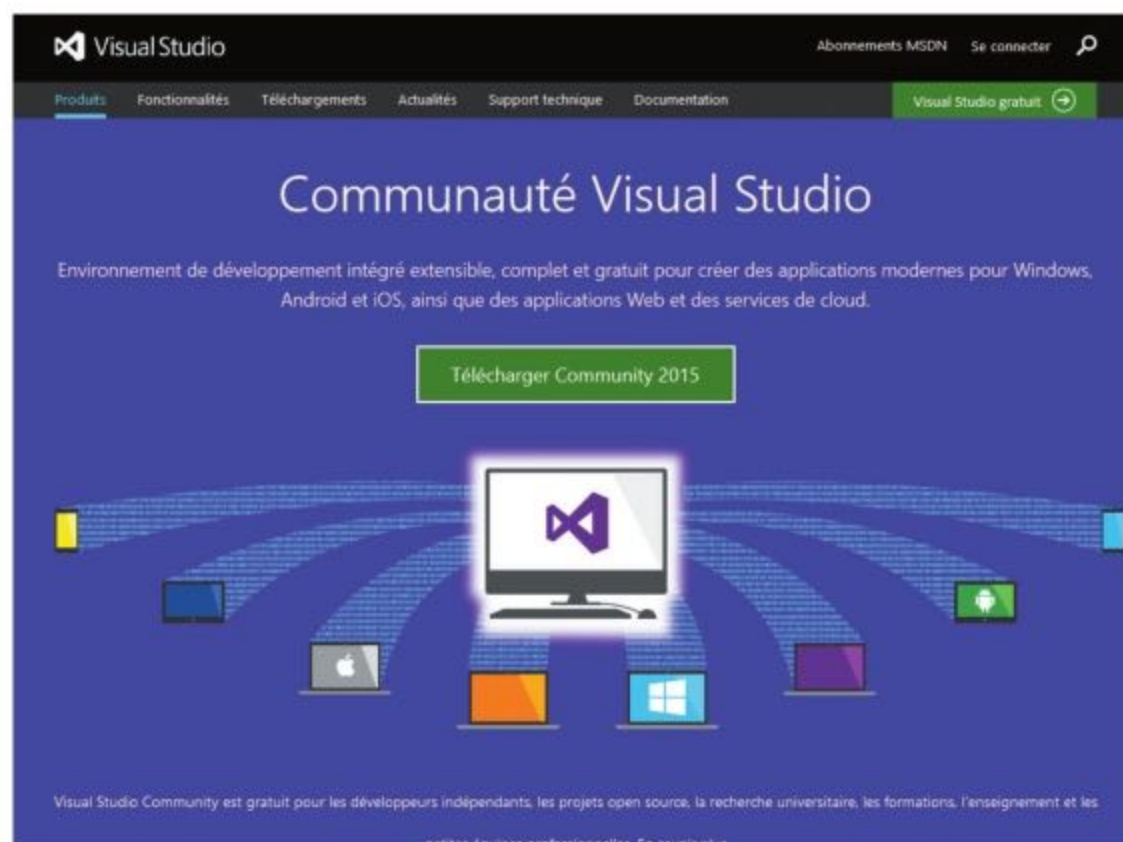 Visual Studio
Abonnements MSDN Se connecter
Produits Fonctionnalités Téléchargements Actualités Support technique Documentation Visual Studio gratuit
Communauté Visual Studio
Environnement de développement intégré extensible, complet et gratuit pour créer des applications modernes pour Windows,
Android et iOS, ainsi que des applications Web et des services de cloud.
Télécharger Community 2015
Visual Studio Community est gratuit pour les développeurs indépendants, les projets open source, la recherche universitaire, les formations, l'enseignement et les